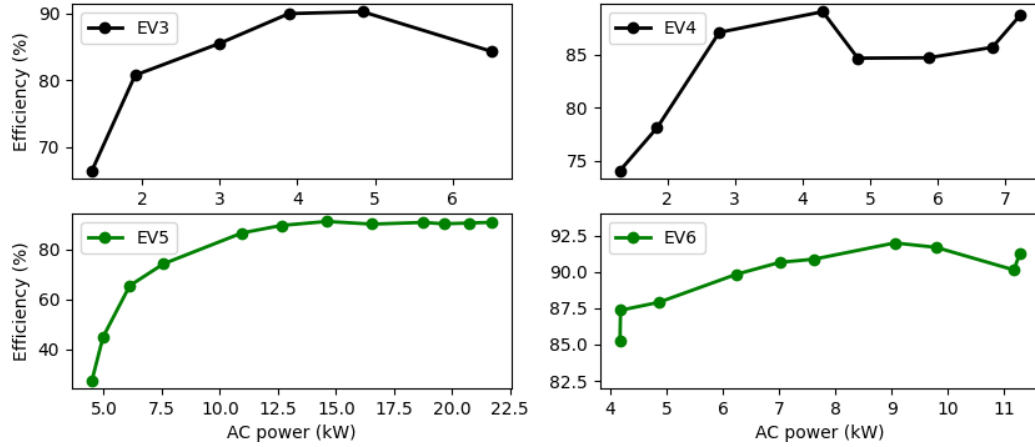 90
80
70
Efficiency (%)
EV3
2 3 4 5 6
85
80
75
EV4
2 3 4 5 6 7
80
60
40
Efficiency (%)
EV5
5.0 7.5 10.0 12.5 15.0 17.5 20.0 22.5
AC power (kW)
92.5
90.0
87.5
85.0
82.5
EV6
4 5 6 7 8 9 10 11
AC power (kW)